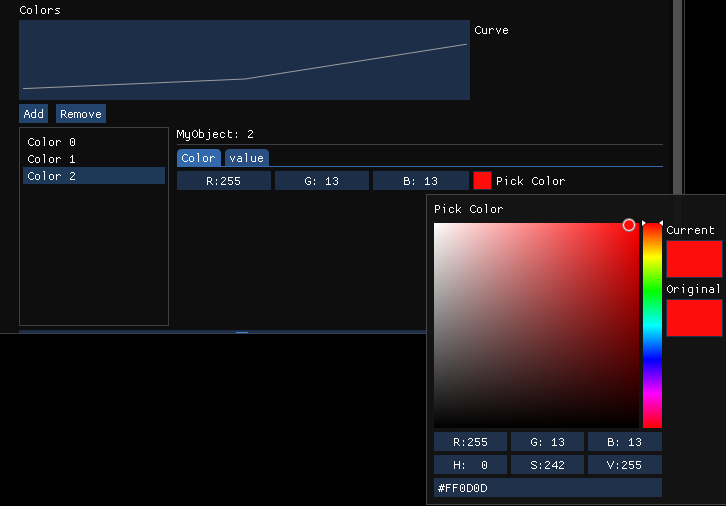 Colors
Curve
Add Remove
Color 0
Color 1
Color 2
MyObject: 2
Color value
R:255 G: 13 B: 13 Pick Color
Pick Color
Current
Original
R:255 G: 13 B: 13
H:  0 S:242 V:255
#FF0D0D